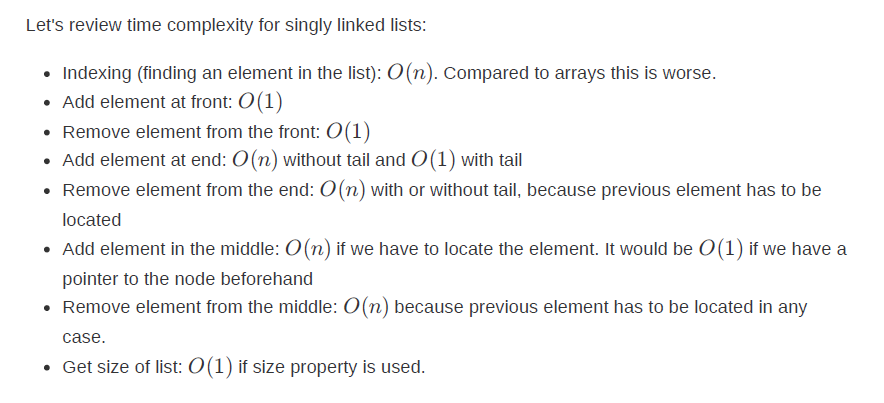 Let's review time complexity for singly linked lists:
• Indexing (finding an element in the list): O(n). Compared to arrays this is worse.
• Add element at front: O(1)
• Remove element from the front: O(1)
• Add element at end: O(n) without tail and O(1) with tail
• Remove element from the end: O(n) with or without tail, because previous element has to be
located
• Add element in the middle: O(n) if we have to locate the element. It would be O(1) if we have a
pointer to the node beforehand
• Remove element from the middle: O(n) because previous element has to be located in any
case.
• Get size of list: O(1) if size property is used.